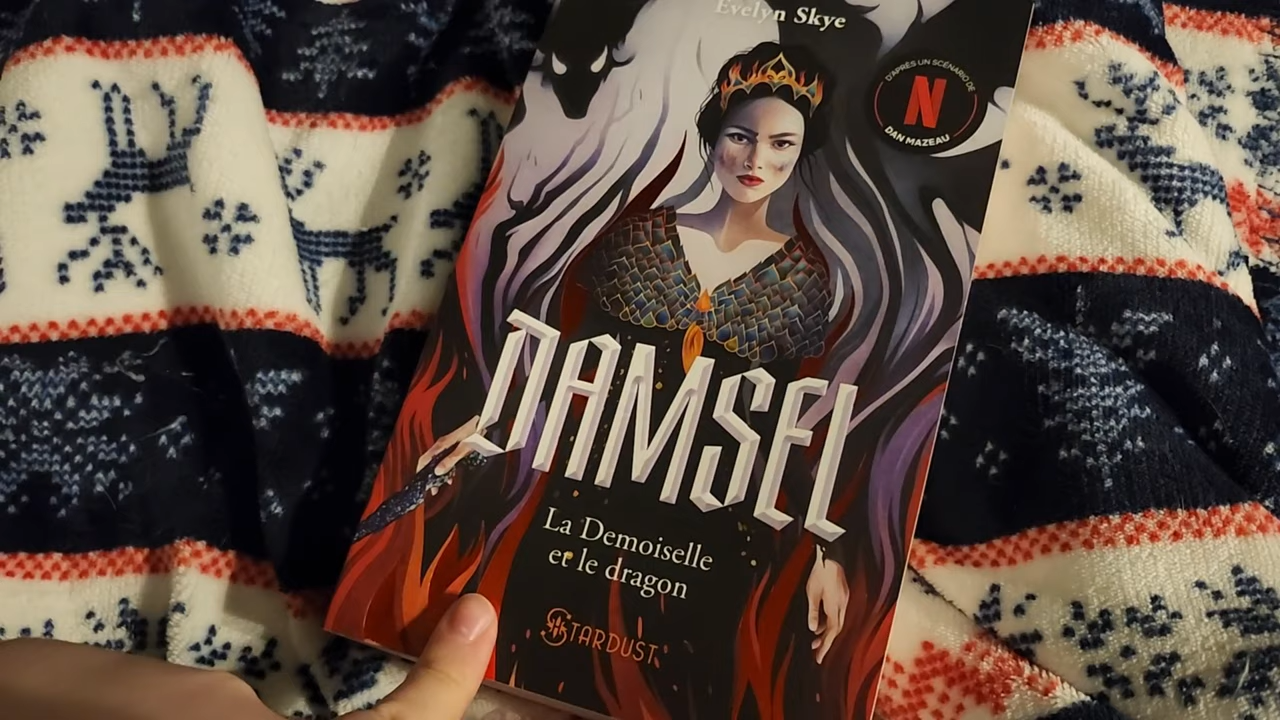 Evelyn Skye
D'APRÈS UN SCÉNARIO DE
N
DAN MAZEAU
DAMSEL
La Demoiselle
et le dragon
STARDUST